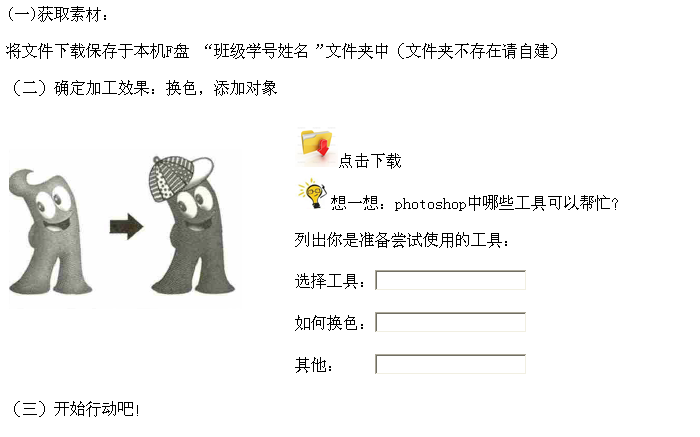 (一)获取素材：
将文件下载保存于本机F盘 “班级学号姓名 ”文件夹中（文件夹不存在请自建）
（二）确定加工效果：换色，添加对象
点击下载
想一想：photoshop中哪些工具可以帮忙？
列出你是准备尝试使用的工具：
选择工具：
如何换色：
其他：
（三）开始行动吧！